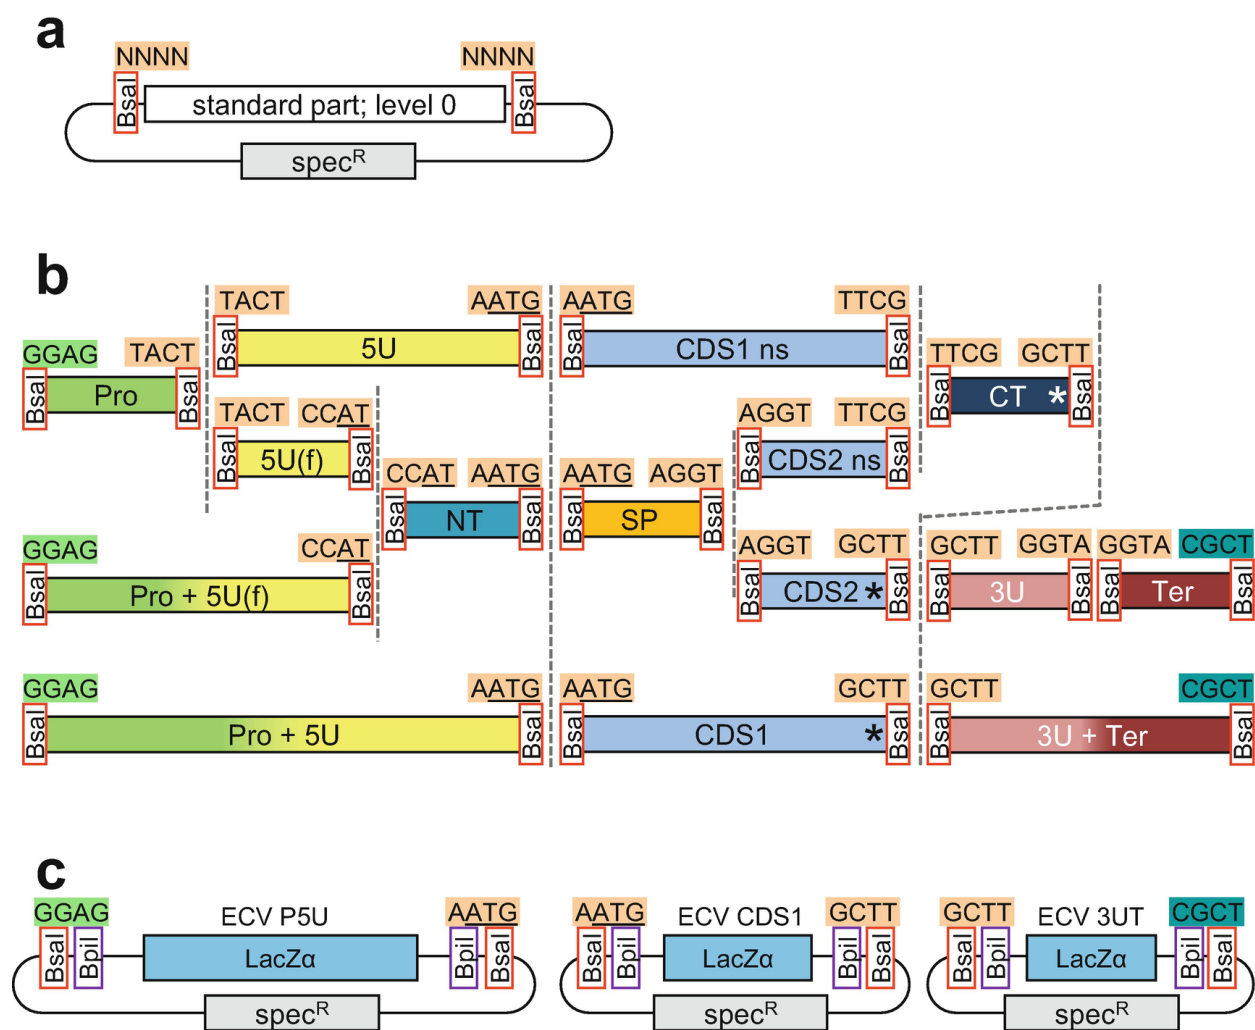 a
NNNN NNNN
BsaI standard part; level 0 BsaI
spec^R
b
TACT AATG AATG TTCG
GGAG TACT BsaI 5U BsaI BsaI CDS1 ns BsaI TTCG GCTT
BsaI Pro BsaI BsaI CT * BsaI
TACT CCAT AGGT TTCG
BsaI 5U(f) BsaI BsaI CDS2 ns BsaI
CCAT AATG AATG AGGT
BsaI NT BsaI BsaI SP BsaI
GGAG CCAT AGGT GCTT GCTT GGTA GGTA CGCT
BsaI Pro + 5U(f) BsaI BsaI CDS2 * BsaI BsaI 3U BsaI BsaI Ter BsaI
GGAG AATG AATG GCTT GCTT CGCT
BsaI Pro + 5U BsaI BsaI CDS1 * BsaI BsaI 3U + Ter BsaI
c
GGAG ECV P5U AATG AATG ECV CDS1 GCTT GCTT ECV 3UT CGCT
BsaI BpiI LacZα BpiI BsaI BsaI BpiI LacZα BpiI BsaI BsaI BpiI LacZα BpiI BsaI
spec^R spec^R spec^R